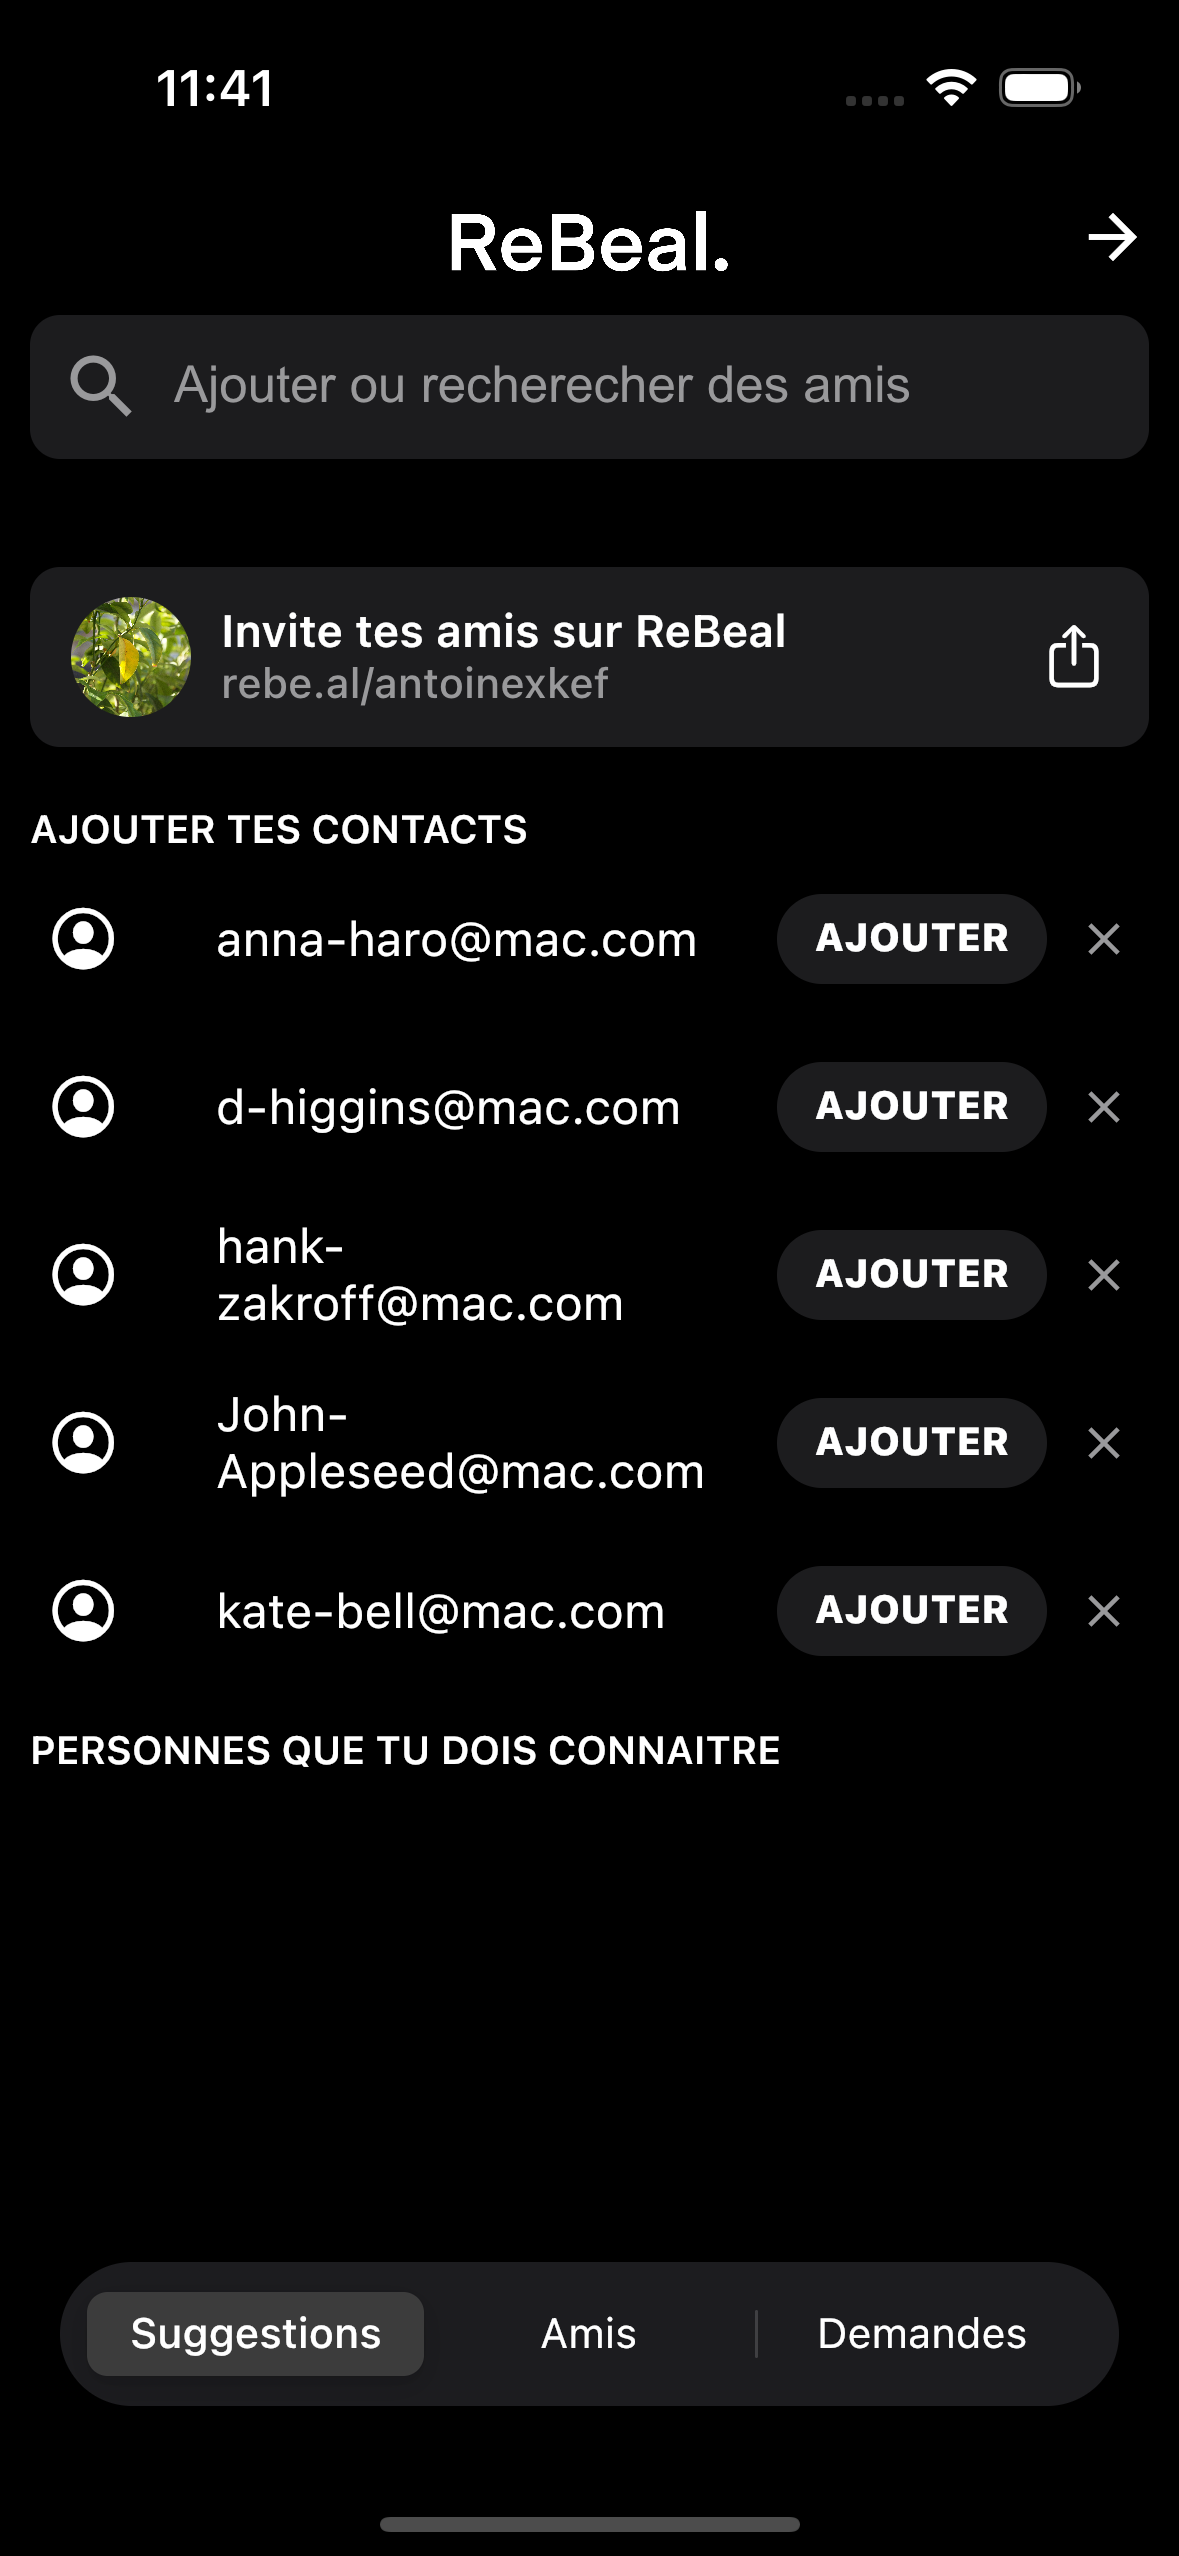 11:41
ReBeal.
Ajouter ou recherecher des amis
Invite tes amis sur ReBeal
rebe.al/antoinexkef
AJOUTER TES CONTACTS
anna-haro@mac.com AJOUTER
d-higgins@mac.com AJOUTER
hank-
zakroff@mac.com AJOUTER
John-
Appleseed@mac.com AJOUTER
kate-bell@mac.com AJOUTER
PERSONNES QUE TU DOIS CONNAITRE
Suggestions Amis Demandes